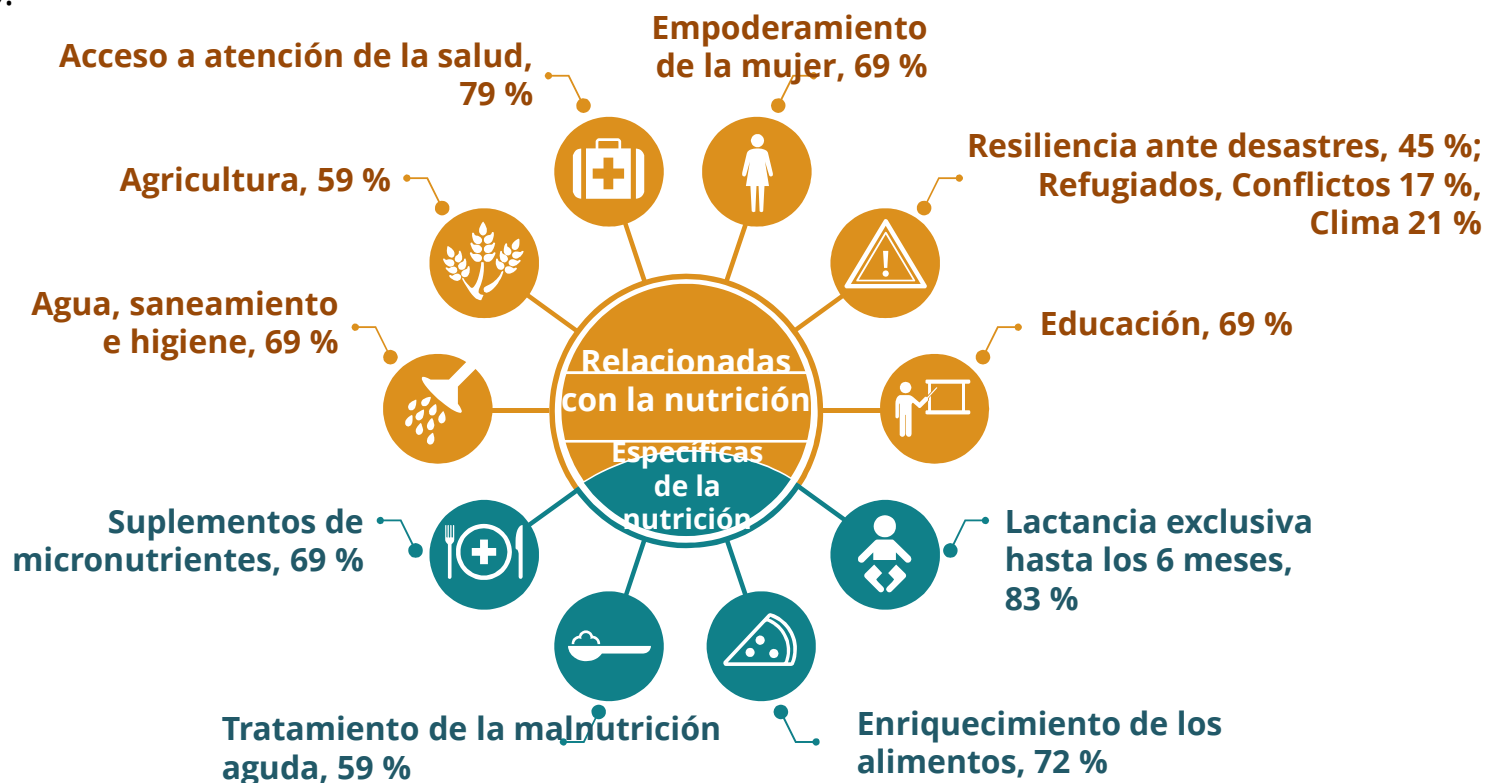 Empoderamiento
de la mujer, 69 %
Acceso a atención de la salud,
79 %
Resiliencia ante desastres, 45 %;
Refugiados, Conflictos 17 %,
Clima 21 %
Agricultura, 59 %
Agua, saneamiento
e higiene, 69 %
Educación, 69 %
Relacionadas
con la nutrición
Específicas
de la
nutrición
Suplementos de
micronutrientes, 69 %
Lactancia exclusiva
hasta los 6 meses,
83 %
Tratamiento de la malnutrición
aguda, 59 %
Enriquecimiento de los
alimentos, 72 %